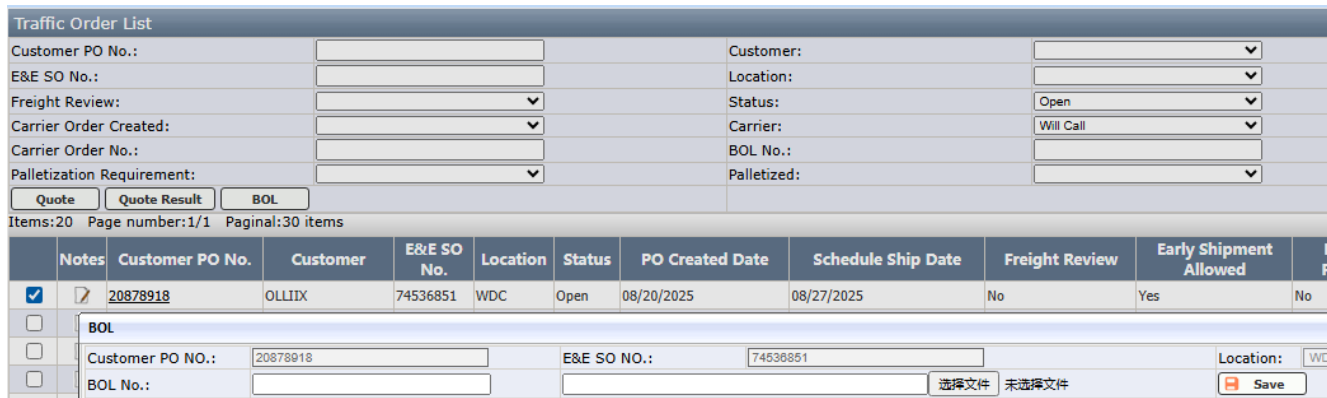 Traffic Order List
Customer PO No.: Customer:
E&E SO No.: Location:
Freight Review: Status: Open
Carrier Order Created: Carrier: Will Call
Carrier Order No.: BOL No.:
Palletization Requirement: Palletized:
Quote Quote Result BOL
Items:20 Page number:1/1 Paginal:30 items
Notes Customer PO No. Customer E&E SO No. Location Status PO Created Date Schedule Ship Date Freight Review Early Shipment Allowed
20878918 OLLIIX 74536851 WDC Open 08/20/2025 08/27/2025 No Yes No
BOL
Customer PO NO.: 20878918 E&E SO NO.: 74536851 Location:
BOL No.: 选择文件 未选择文件 Save